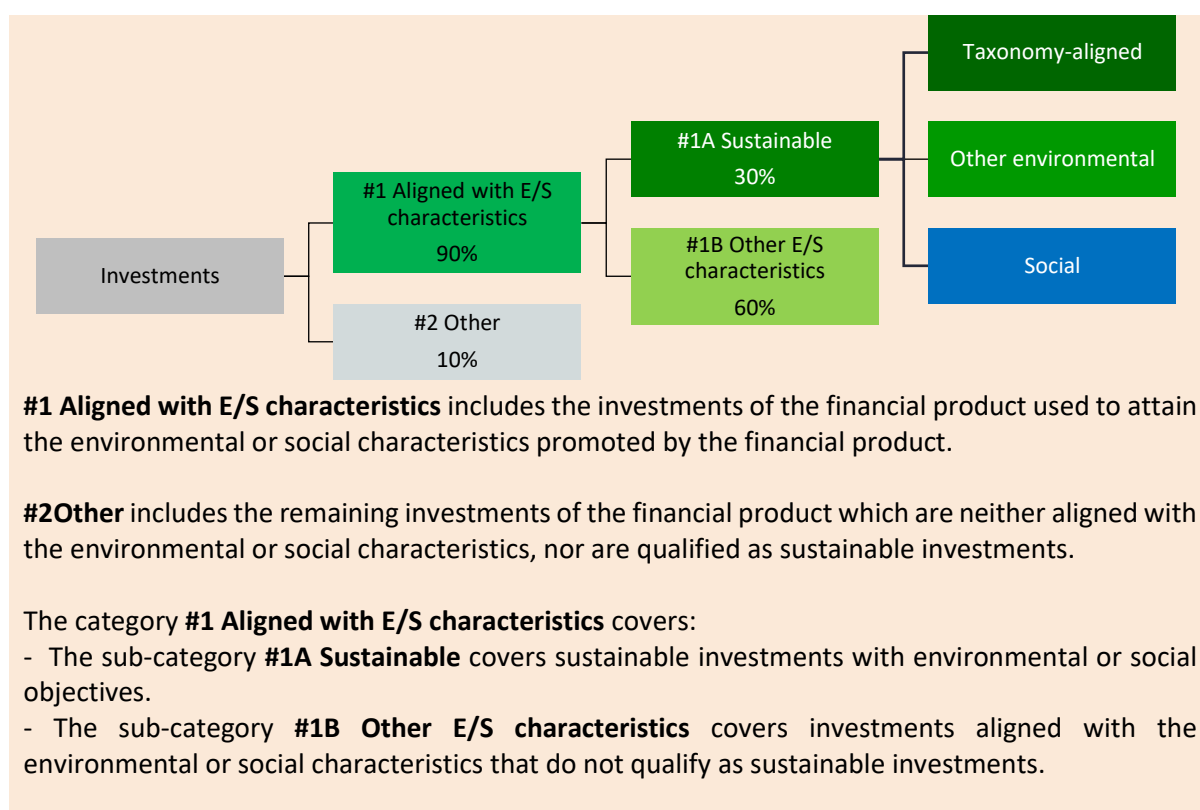 Taxonomy-aligned
#1A Sustainable
30%
Other environmental
#1 Aligned with E/S
characteristics
90%
#1B Other E/S
characteristics
60%
Social
Investments
#2 Other
10%
#1 Aligned with E/S characteristics includes the investments of the financial product used to attain
the environmental or social characteristics promoted by the financial product.
#2Other includes the remaining investments of the financial product which are neither aligned with
the environmental or social characteristics, nor are qualified as sustainable investments.
The category #1 Aligned with E/S characteristics covers:
- The sub-category #1A Sustainable covers sustainable investments with environmental or social
objectives.
- The sub-category #1B Other E/S characteristics covers investments aligned with the
environmental or social characteristics that do not qualify as sustainable investments.